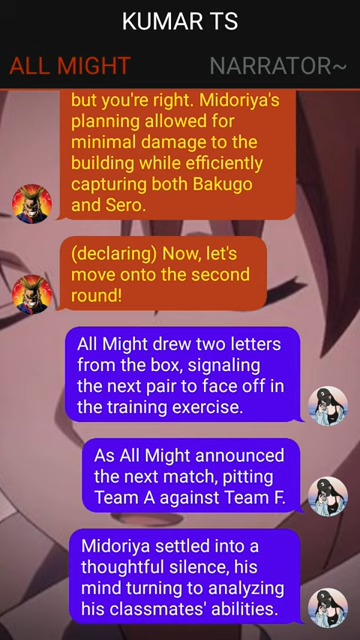 KUMAR TS
ALL MIGHT
NARRATOR~
but you're right. Midoriya's
planning allowed for
minimal damage to the
building while efficiently
capturing both Bakugo
and Sero.
(declaring) Now, let's
move onto the second
round!
All Might drew two letters
from the box, signaling
the next pair to face off in
the training exercise.
As All Might announced
the next match, pitting
Team A against Team F.
Midoriya settled into a
thoughtful silence, his
mind turning to analyzing
his classmates' abilities.